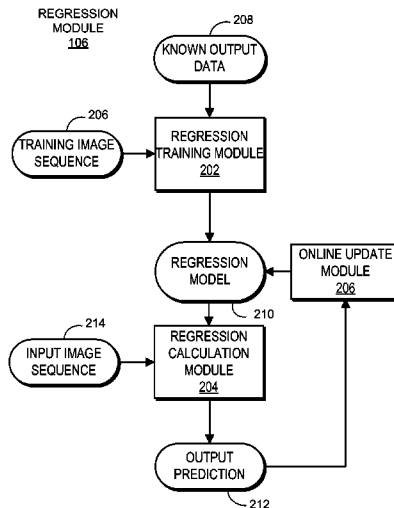 REGRESSION
MODULE
106
208
KNOWN OUTPUT
DATA
206
TRAINING IMAGE
SEQUENCE
REGRESSION
TRAINING MODULE
202
REGRESSION
MODEL
210
ONLINE UPDATE
MODULE
206
214
INPUT IMAGE
SEQUENCE
REGRESSION
CALCULATION
MODULE
204
OUTPUT
PREDICTION
212